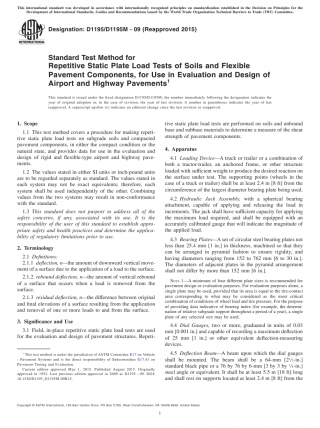 This international standard was developed in accordance with internationally recognized principles on standardization established in the Decision on Principles for the
Development of International Standards, Guides and Recommendations issued by the World Trade Organization Technical Barriers to Trade (TBT) Committee.
Designation: D1195/D1195M - 09 (Reapproved 2015)
Standard Test Method for
Repetitive Static Plate Load Tests of Soils and Flexible
Pavement Components, for Use in Evaluation and Design of
Airport and Highway Pavements1
This standard is issued under the fixed designation D1195/D1195M; the number immediately following the designation indicates the
year of original adoption or, in the case of revision, the year of last revision. A number in parentheses indicates the year of last
reapproval. A superscript epsilon (ε) indicates an editorial change since the last revision or reapproval.
1. Scope
1.1 This test method covers a procedure for making repeti-
tive static plate load tests on subgrade soils and compacted
pavement components, in either the compact condition or the
natural state, and provides data for use in the evaluation and
design of rigid and flexible-type airport and highway pave-
ments.
1.2 The values stated in either SI units or inch-pound units
are to be regarded separately as standard. The values stated in
each system may not be exact equivalents; therefore, each
system shall be used independently of the other. Combining
values from the two systems may result in non-conformance
with the standard.
1.3 This standard does not purport to address all of the
safety concerns, if any, associated with its use. It is the
responsibility of the user of this standard to establish appro-
priate safety and health practices and determine the applica-
bility of regulatory limitations prior to use.
2. Terminology
2.1 Definitions:
2.1.1 deflection, n—the amount of downward vertical move-
ment of a surface due to the application of a load to the surface.
2.1.2 rebound deflection, n—the amount of vertical rebound
of a surface that occurs when a load is removed from the
surface.
2.1.3 residual deflection, n—the difference between original
and final elevations of a surface resulting from the application
and removal of one or more loads to and from the surface.
3. Significance and Use
3.1 Field, in-place repetitive static plate load tests are used
for the evaluation and design of pavement structures. Repeti-
1 This test method is under the jurisdiction of ASTM Committee E17 on Vehicle
- Pavement Systems and is the direct responsibility of Subcommittee E17.41 on
Pavement Testing and Evaluation.
Current edition approved May 1, 2015. Published August 2015. Originally
approved in 1952. Last previous edition approved in 2009 as D1195 – 09. DOI:
10.1520/D1195_D1195M-09R15.
tive static plate load tests are performed on soils and unbound
base and subbase materials to determine a measure of the shear
strength of pavement components.
4. Apparatus
4.1 Loading Device—A truck or trailer or a combination of
both a tractor-trailer, an anchored frame, or other structure
loaded with sufficient weight to produce the desired reaction on
the surface under test. The supporting points (wheels in the
case of a truck or trailer) shall be at least 2.4 m [8 ft] from the
circumference of the largest diameter bearing plate being used.
4.2 Hydraulic Jack Assembly, with a spherical bearing
attachment, capable of applying and releasing the load in
increments. The jack shall have sufficient capacity for applying
the maximum load required, and shall be equipped with an
accurately calibrated gauge that will indicate the magnitude of
the applied load.
4.3 Bearing Plates—A set of circular steel bearing plates not
less than 25.4 mm [1 in.] in thickness, machined so that they
can be arranged in pyramid fashion to ensure rigidity, and
having diameters ranging from 152 to 762 mm [6 to 30 in.].
The diameters of adjacent plates in the pyramid arrangement
shall not differ by more than 152 mm [6 in.].
NOTE 1—A minimum of four different plate sizes is recommended for
pavement design or evaluation purposes. For evaluation purposes alone, a
single plate may be used, provided that its area is equal to the tire-contact
area corresponding to what may be considered as the most critical
combination of conditions of wheel load and tire pressure. For the purpose
of providing data indicative of bearing index (for example, the determi-
nation of relative subgrade support throughout a period of a year), a single
plate of any selected size may be used.
4.4 Dial Gauges, two or more, graduated in units of 0.03
mm [0.001 in.] and capable of recording a maximum deflection
of 25 mm [1 in.] or other equivalent deflection-measuring
devices.
4.5 Deflection Beam—A beam upon which the dial gauges
shall be mounted. The beam shall be a 64-mm [2½-in.]
standard black pipe or a 76 by 76 by 6-mm [3 by 3 by ¼-in.]
steel angle or equivalent. It shall be at least 5.5 m [18 ft] long
and shall rest on supports located at least 2.4 m [8 ft] from the
Copyright © ASTM International, 100 Barr Harbor Drive, PO Box C700, West Conshohocken, PA 19428-2959. United States
1